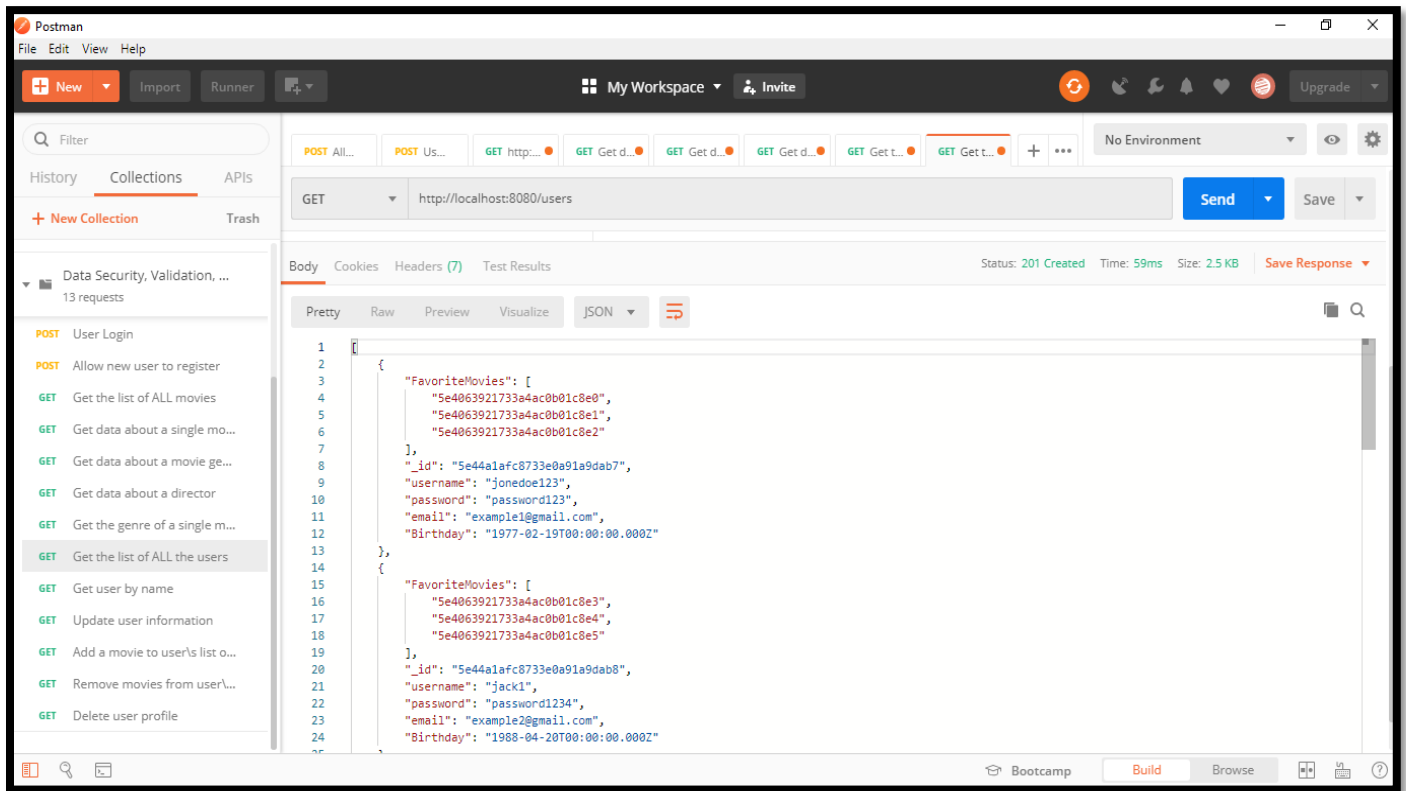 Postman
File Edit View Help
New Import Runner My Workspace Invite Upgrade
Filter
History Collections APIs
+ New Collection Trash
Data Security, Validation, ...
13 requests
POST User Login
POST Allow new user to register
GET Get the list of ALL movies
GET Get data about a single mo...
GET Get data about a movie ge...
GET Get data about a director
GET Get the genre of a single m...
GET Get the list of ALL the users
GET Get user by name
GET Update user information
GET Add a movie to user\s list o...
GET Remove movies from user\...
GET Delete user profile
POST All... POST Us... GET http:... GET Get d... GET Get d... GET Get d... GET Get t... GET Get t... + ••• No Environment
GET http://localhost:8080/users Send Save
Body Cookies Headers (7) Test Results Status: 201 Created Time: 59ms Size: 2.5 KB Save Response
Pretty Raw Preview Visualize JSON
1 [
2 {
3 "FavoriteMovies": [
4 "5e4063921733a4ac0b01c8e0",
5 "5e4063921733a4ac0b01c8e1",
6 "5e4063921733a4ac0b01c8e2"
7 ],
8 "_id": "5e44a1afc8733e0a91a9dab7",
9 "username": "jonedoe123",
10 "password": "password123",
11 "email": "example1@gmail.com",
12 "Birthday": "1977-02-19T00:00:00.000Z"
13 },
14 {
15 "FavoriteMovies": [
16 "5e4063921733a4ac0b01c8e3",
17 "5e4063921733a4ac0b01c8e4",
18 "5e4063921733a4ac0b01c8e5"
19 ],
20 "_id": "5e44a1afc8733e0a91a9dab8",
21 "username": "jack1",
22 "password": "password1234",
23 "email": "example2@gmail.com",
24 "Birthday": "1988-04-20T00:00:00.000Z"
Bootcamp Build Browse